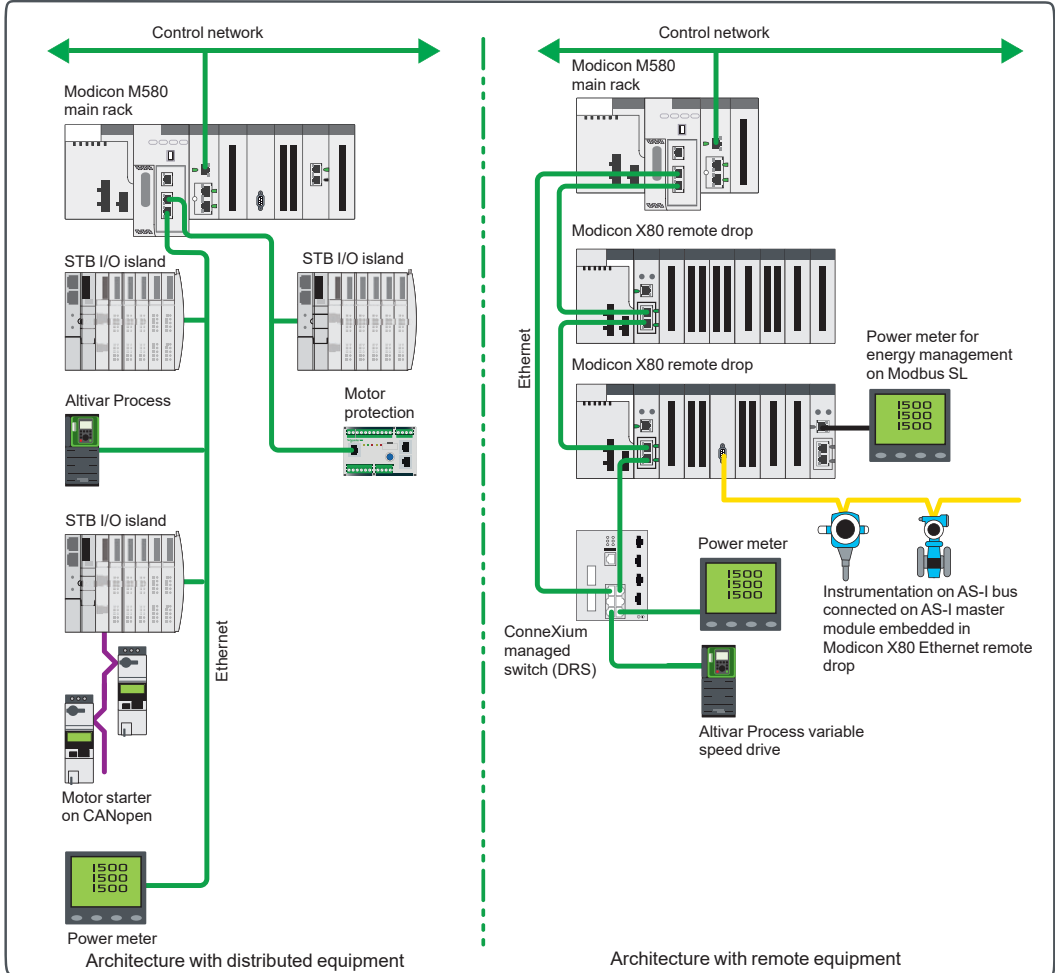 Control network
Modicon M580
main rack
STB I/O island
STB I/O island
Altivar Process
Motor
protection
STB I/O island
Ethernet
Motor starter
on CANopen
1500
1500
1500
Power meter
Architecture with distributed equipment
Control network
Modicon M580
main rack
Modicon X80 remote drop
Ethernet
Modicon X80 remote drop
Power meter for
energy management
on Modbus SL
1500
1500
1500
Power meter
1500
1500
1500
Instrumentation on AS-I bus
connected on AS-I master
module embedded in
Modicon X80 Ethernet remote
drop
ConneXium
managed
switch (DRS)
Altivar Process variable
speed drive
Architecture with remote equipment